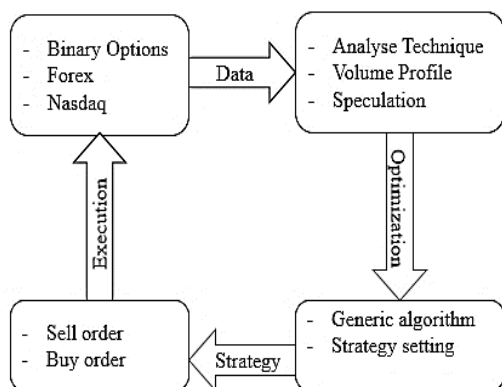 - Binary Options
- Forex
- Nasdaq
Data
- Analyse Technique
- Volume Profile
- Speculation
Optimization
- Generic algorithm
- Strategy setting
Strategy
- Sell order
- Buy order
Execution